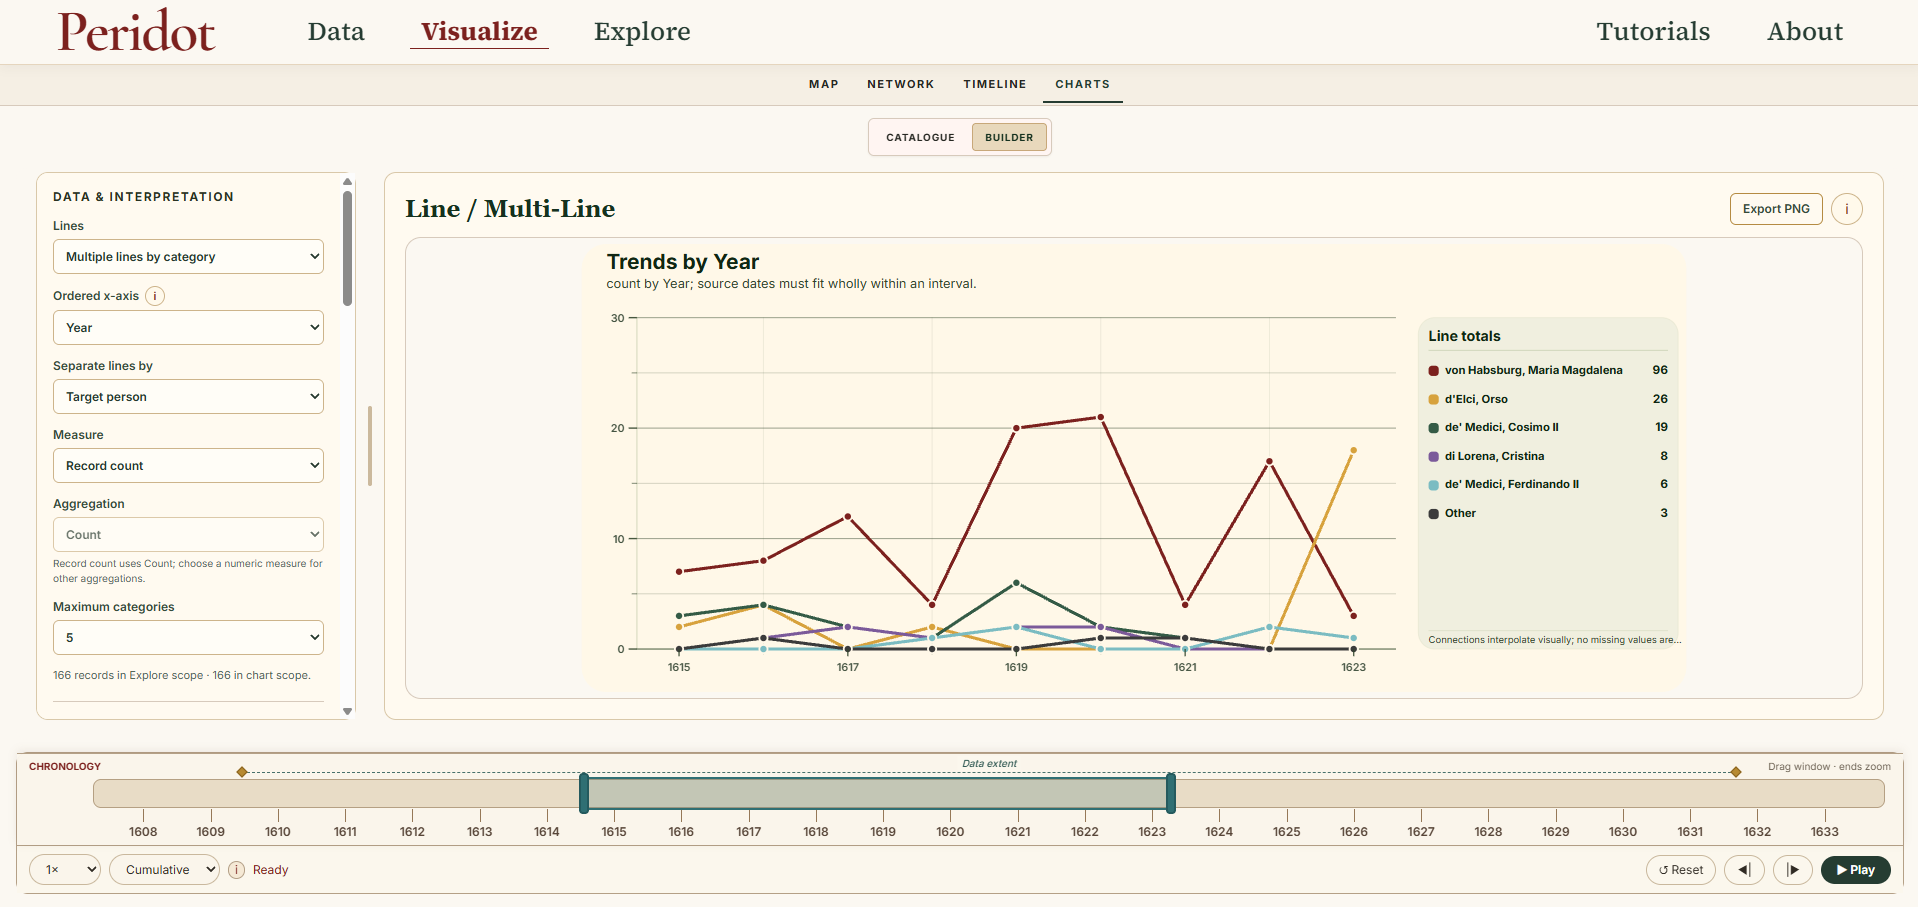 Peridot
Data
Visualize
Explore
Tutorials
About
MAP
NETWORK
TIMELINE
CHARTS
CATALOGUE
BUILDER
DATA & INTERPRETATION
Lines
Multiple lines by category
Ordered x-axis i
Year
Separate lines by
Target person
Measure
Record count
Aggregation
Count
Record count uses Count; choose a numeric measure for
other aggregations.
Maximum categories
5
166 records in Explore scope · 166 in chart scope.
Line / Multi-Line
Export PNG
i
Trends by Year
count by Year; source dates must fit wholly within an interval.
30
20
10
0
1615
1617
1619
1621
1623
Line totals
von Habsburg, Maria Magdalena 96
d'Elci, Orso 26
de' Medici, Cosimo II 19
di Lorena, Cristina 8
de' Medici, Ferdinando II 6
Other 3
Connections interpolate visually; no missing values are...
CHRONOLOGY
Data extent
Drag window · ends zoom
1608
1609
1610
1611
1612
1613
1614
1615
1616
1617
1618
1619
1620
1621
1622
1623
1624
1625
1626
1627
1628
1629
1630
1631
1632
1633
1×
Cumulative
i
Ready
↺ Reset
◀|
|▶
▶ Play